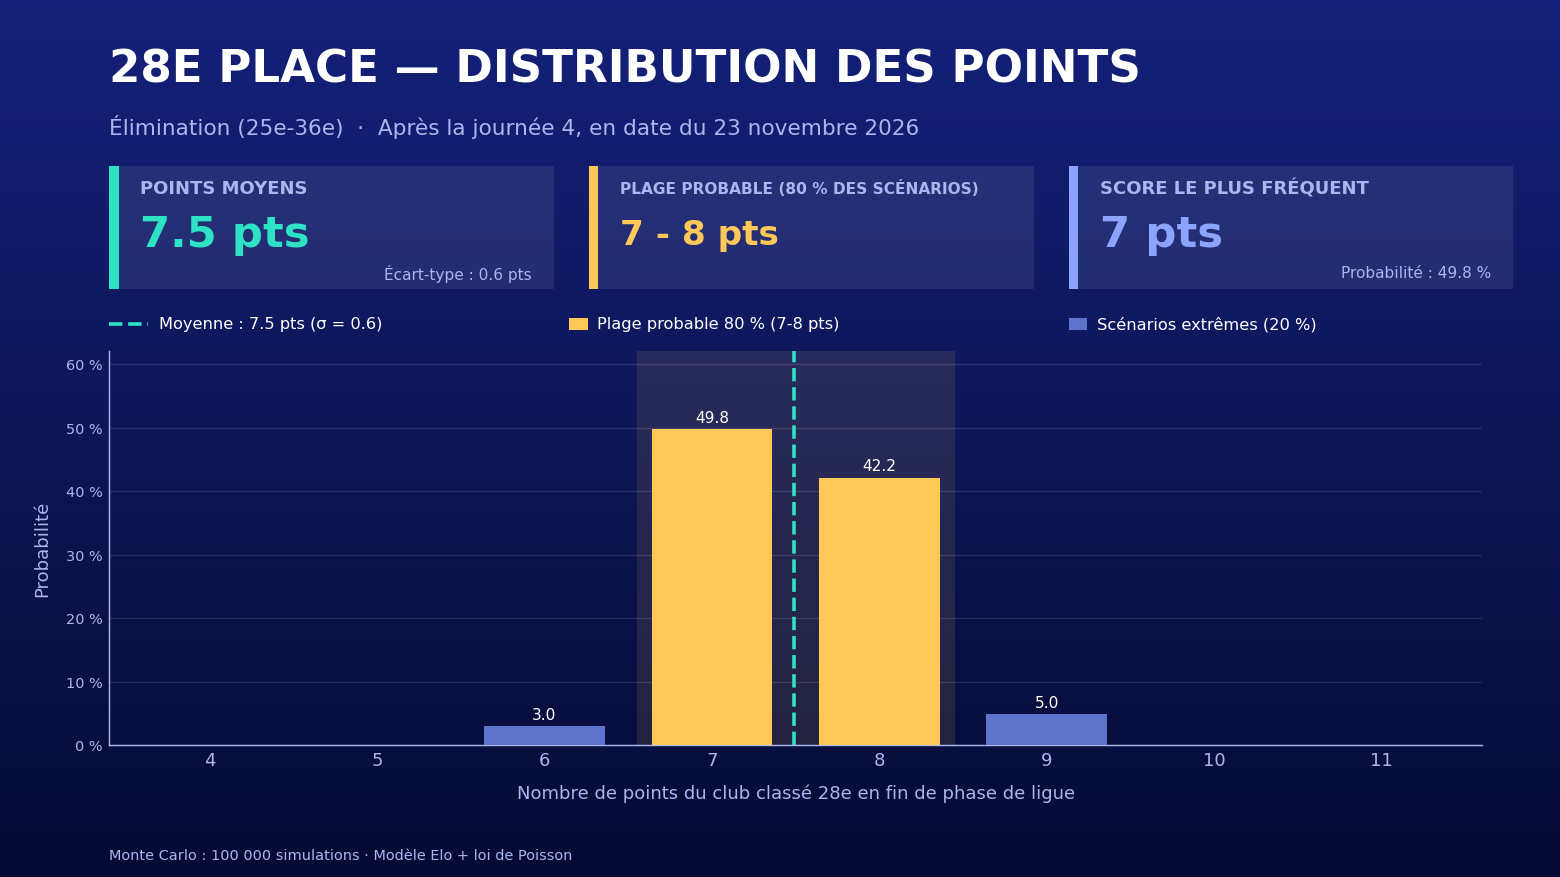 28E PLACE — DISTRIBUTION DES POINTS
Élimination (25e-36e) · Après la journée 4, en date du 23 novembre 2026
POINTS MOYENS
7.5 pts
Écart-type : 0.6 pts
PLAGE PROBABLE (80 % DES SCÉNARIOS)
7 - 8 pts
SCORE LE PLUS FRÉQUENT
7 pts
Probabilité : 49.8 %
Moyenne : 7.5 pts (σ = 0.6)
Plage probable 80 % (7-8 pts)
Scénarios extrêmes (20 %)
Probabilité
60 %
50 %
40 %
30 %
20 %
10 %
0 %
3.0
49.8
42.2
5.0
4 5 6 7 8 9 10 11
Nombre de points du club classé 28e en fin de phase de ligue
Monte Carlo : 100 000 simulations · Modèle Elo + loi de Poisson